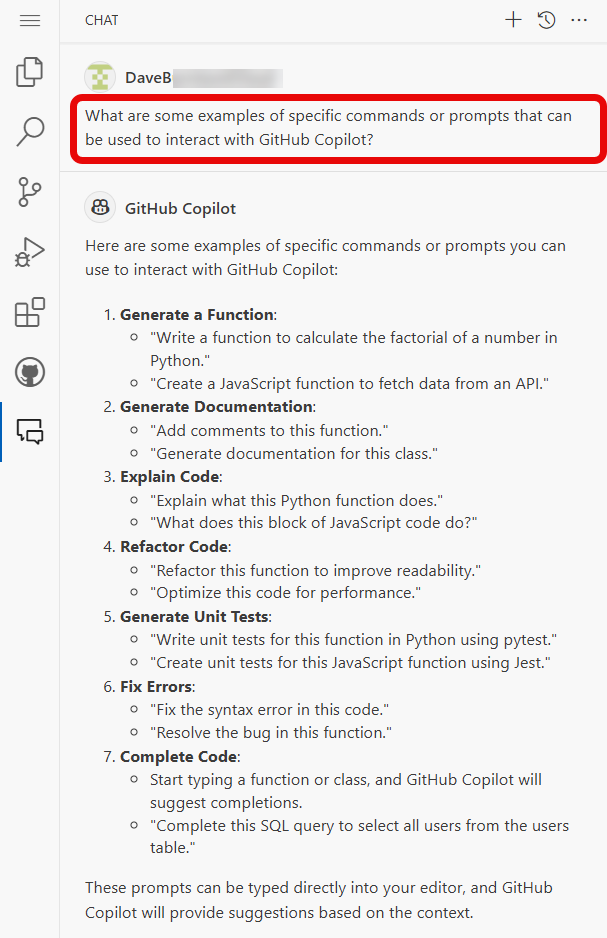 CHAT
DaveB
What are some examples of specific commands or prompts that can
be used to interact with GitHub Copilot?
GitHub Copilot
Here are some examples of specific commands or prompts you can
use to interact with GitHub Copilot:
1. Generate a Function:
"Write a function to calculate the factorial of a number in
Python."
"Create a JavaScript function to fetch data from an API."
2. Generate Documentation:
"Add comments to this function."
"Generate documentation for this class."
3. Explain Code:
"Explain what this Python function does."
"What does this block of JavaScript code do?"
4. Refactor Code:
"Refactor this function to improve readability."
"Optimize this code for performance."
5. Generate Unit Tests:
"Write unit tests for this function in Python using pytest."
"Create unit tests for this JavaScript function using Jest."
6. Fix Errors:
"Fix the syntax error in this code."
"Resolve the bug in this function."
7. Complete Code:
Start typing a function or class, and GitHub Copilot will
suggest completions.
"Complete this SQL query to select all users from the users
table."
These prompts can be typed directly into your editor, and GitHub
Copilot will provide suggestions based on the context.